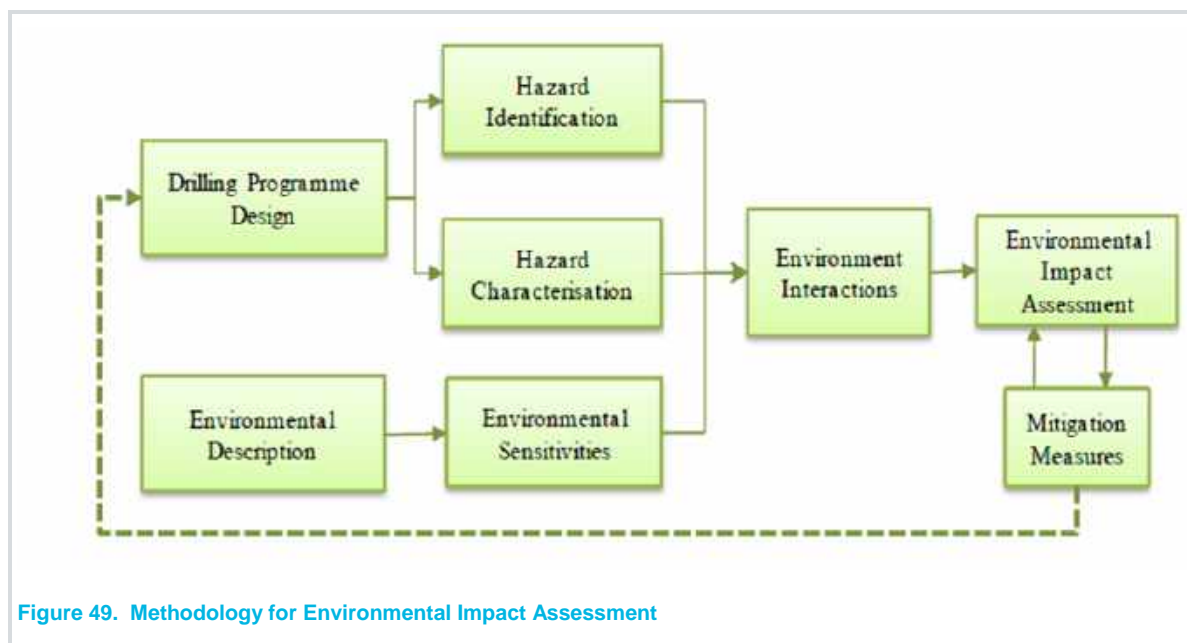 Hazard
Identification
Drilling Programme
Design
Hazard
Characterisation
Environment
Interactions
Environmental
Impact
Assessment
Environmental
Description
Environmental
Sensitivities
Mitigation
Measures
Figure 49. Methodology for Environmental Impact Assessment